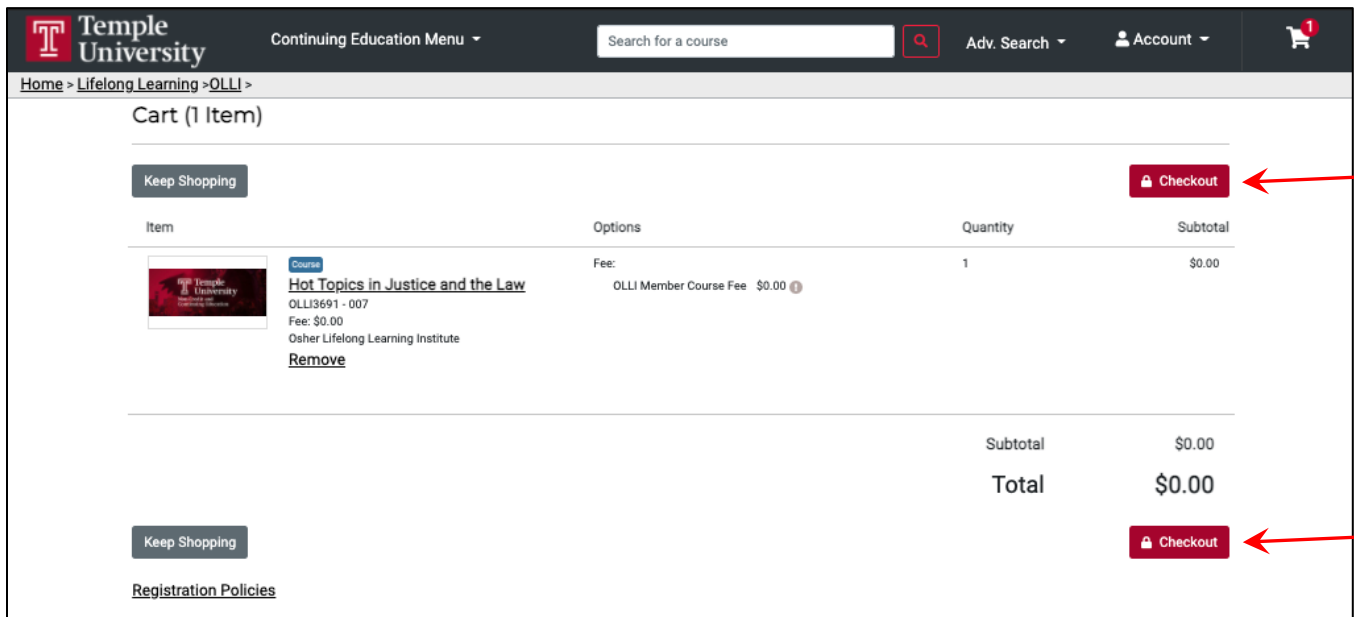 Temple
University
Continuing Education Menu
Search for a course
Adv. Search
Account
1
Home > Lifelong Learning >OLLI >
Cart (1 Item)
Keep Shopping
Checkout
Item
Options
Quantity
Subtotal
Temple
University
Course
Hot Topics in Justice and the Law
OLLI3691 - 007
Fee: $0.00
Osher Lifelong Learning Institute
Remove
Fee:
OLLI Member Course Fee $0.00
1
$0.00
Subtotal
$0.00
Total
$0.00
Keep Shopping
Checkout
Registration Policies